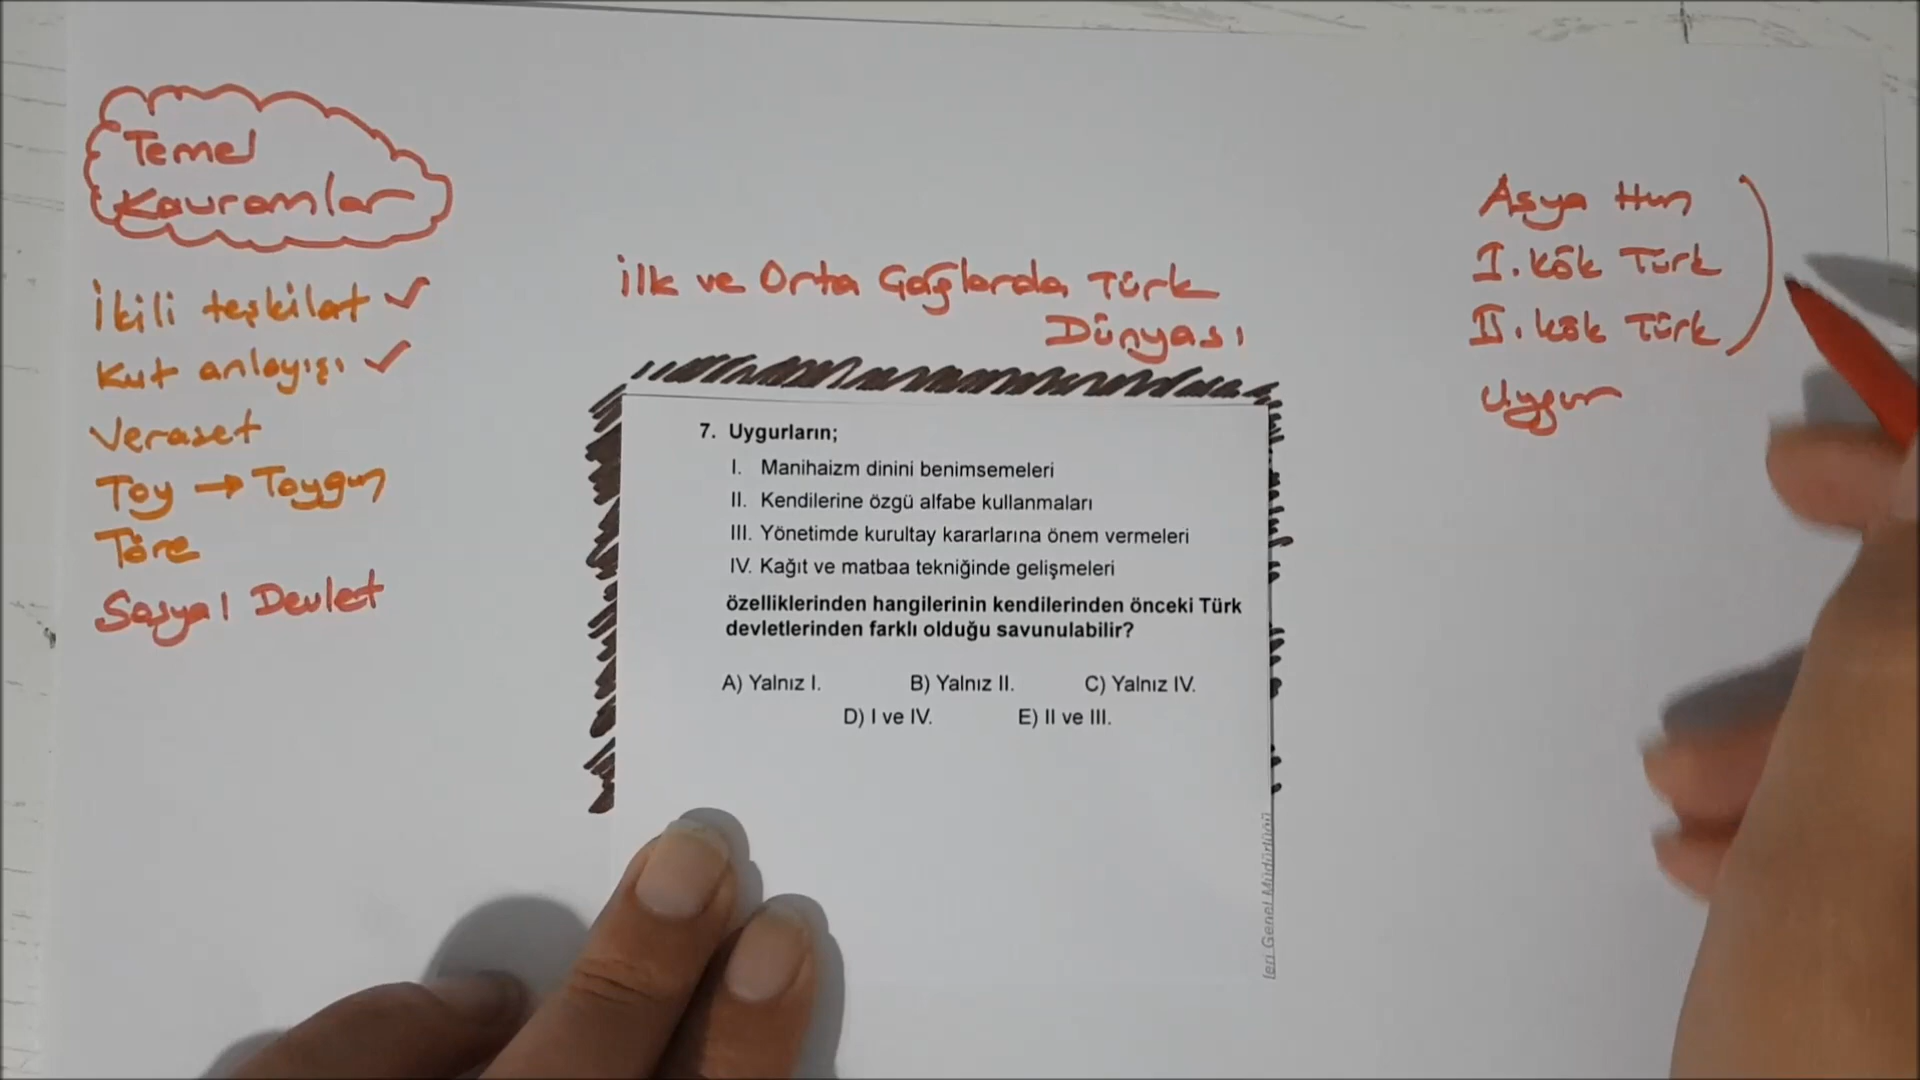 Temel
Kavramlar
İkili teşkilat ✓
Kut anlayışı ✓
Veraset
Toy → Toygun
Töre
Sosyal Devlet
İlk ve Orta Çağlarda Türk
Dünyası
7. Uygurların;
I. Manihaizm dinini benimsemeleri
II. Kendilerine özgü alfabe kullanmaları
III. Yönetimde kurultay kararlarına önem vermeleri
IV. Kağıt ve matbaa tekniğinde gelişmeleri
özelliklerinden hangilerinin kendilerinden önceki Türk
devletlerinden farklı olduğu savunulabilir?
A) Yalnız I. B) Yalnız II. C) Yalnız IV.
D) I ve IV. E) II ve III.
leri Genel Müdürlüğü
Asya Hun
I. Kök Türk
II. Kök Türk
Uygur